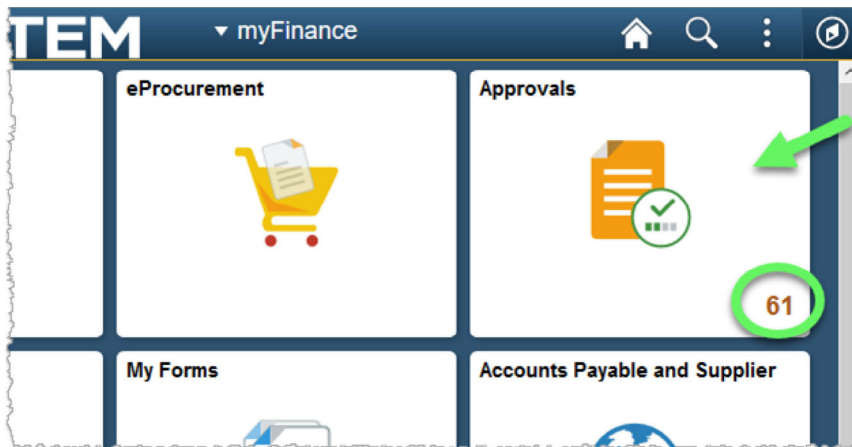 TEM
myFinance
eProcurement
Approvals
61
My Forms
Accounts Payable and Supplier